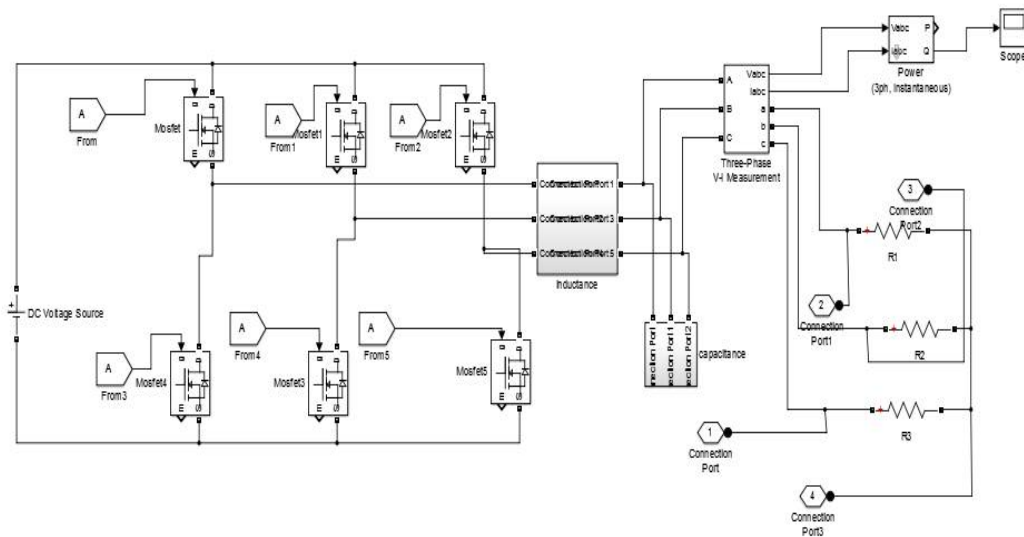 Vabc
P
Iabc
Q
Scope
Power
(3ph, Instantaneous)
A
Vabc
Iabc
B
a
b
C
c
Three-Phase
V-I Measurement
A
From
Mosfet
A
From1
Mosfet1
A
From2
Mosfet2
D
S
m
D
S
m
D
S
m
Inductance
3
Connection
Port2
R1
2
Connection
Port1
R2
DC Voltage Source
A
From3
Mosfet4
A
From4
Mosfet3
A
From5
Mosfet5
S
m
S
m
S
m
capacitance
R3
1
Connection
Port
4
Connection
Port3